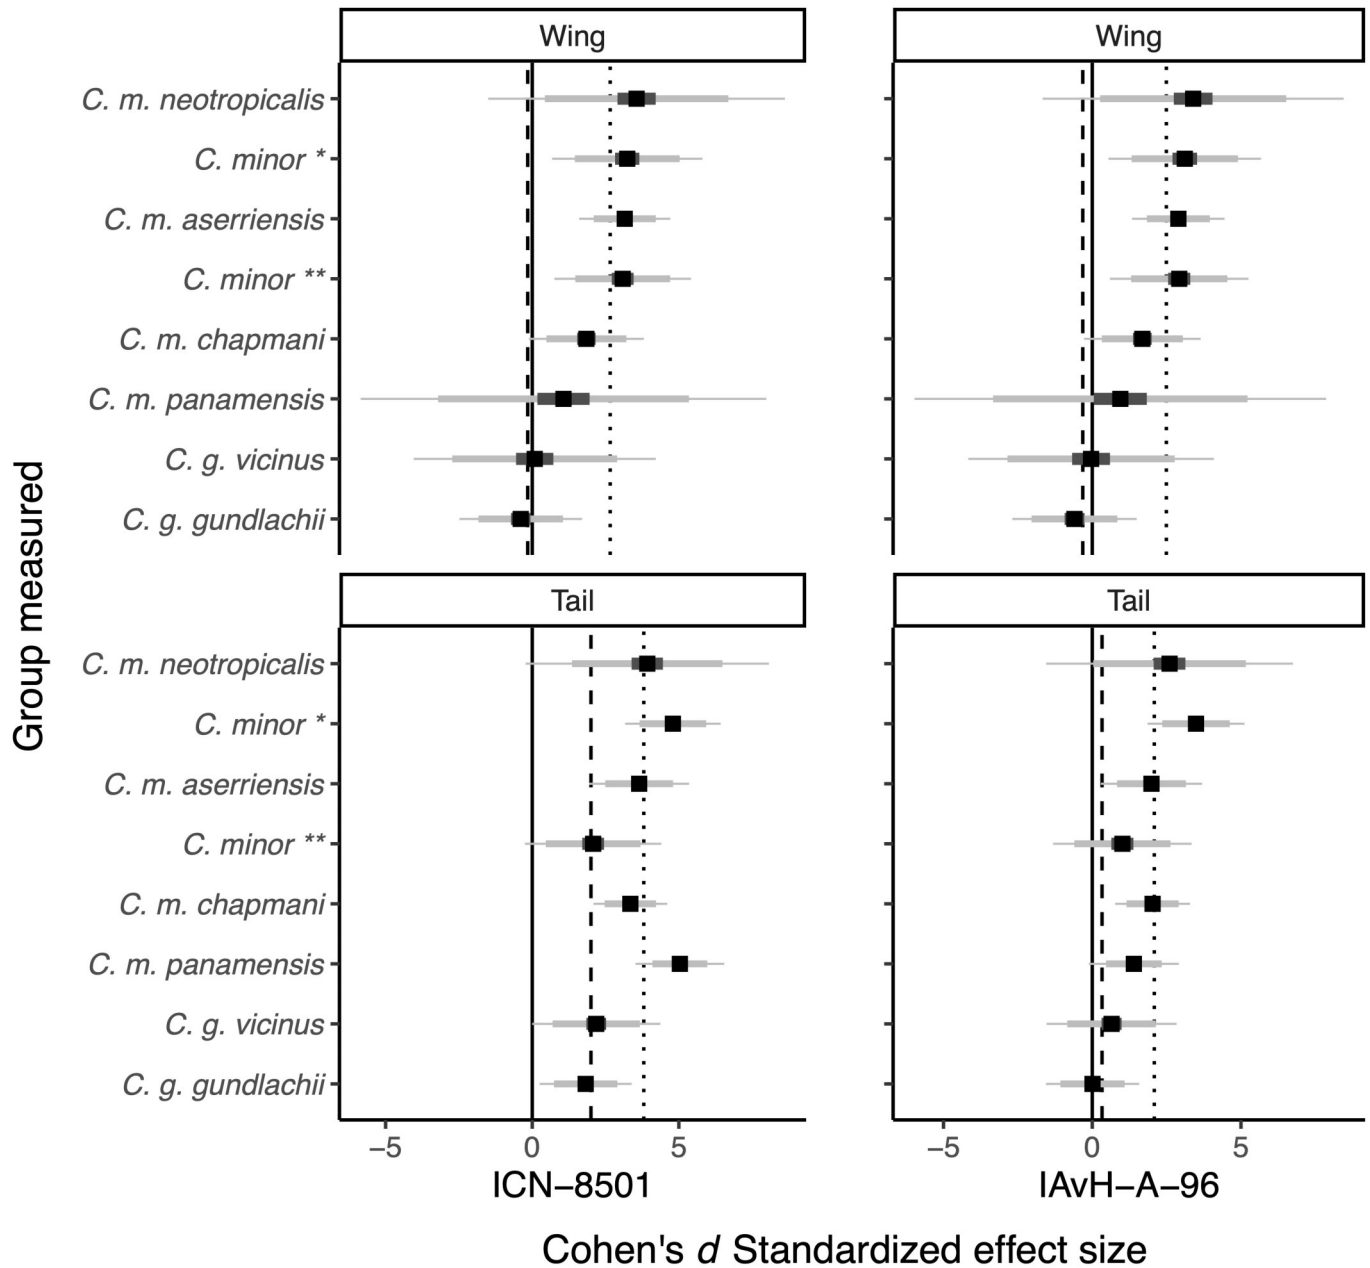 Wing
Wing
C. m. neotropicalis
C. minor *
C. m. aserriensis
C. minor **
C. m. chapmani
C. m. panamensis
C. g. vicinus
C. g. gundlachii
Group measured
Tail
Tail
C. m. neotropicalis
C. minor *
C. m. aserriensis
C. minor **
C. m. chapmani
C. m. panamensis
C. g. vicinus
C. g. gundlachii
−5 0 5
−5 0 5
ICN−8501
IAvH−A−96
Cohen's d Standardized effect size